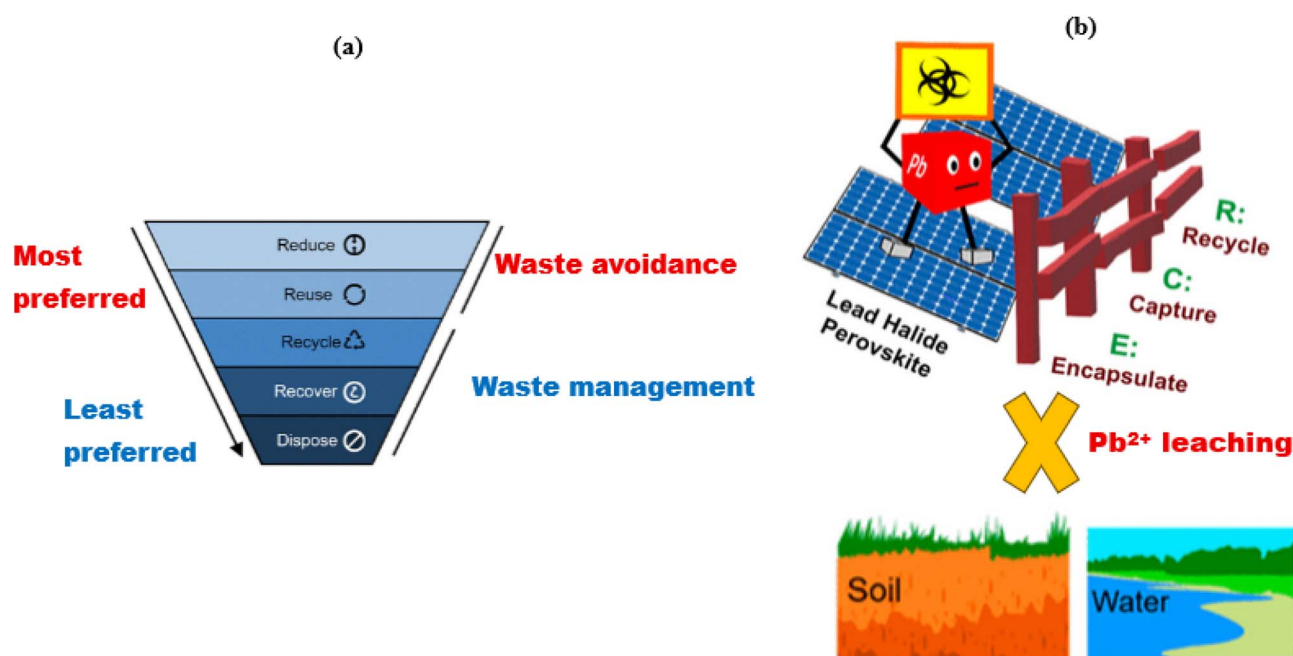 (a)
Most
preferred
Least
preferred
Reduce
Reuse
Recycle
Recover
Dispose
Waste avoidance
Waste management
(b)
Pb
Lead Halide
Perovskite
R:
Recycle
C:
Capture
E:
Encapsulate
Pb²⁺ leaching
Soil
Water